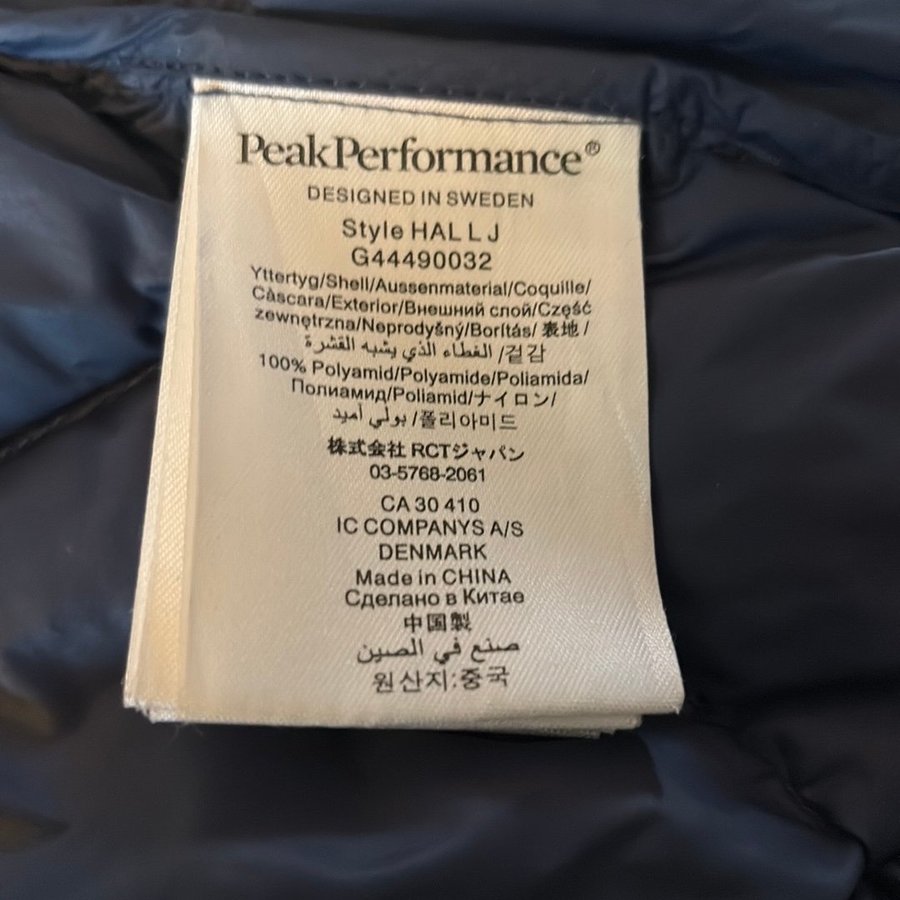 PeakPerformance®
DESIGNED IN SWEDEN
Style HALL J
G44490032
Yttertyg/Shell/Aussenmaterial/Coquille/
Càscara/Exterior/Внешний слой/Część
zewnętrzna/Neprodyšný/Borítás/ 表地 /
الغطاء الذي يشبه القشرة /겉감
100% Polyamid/Polyamide/Poliamida/
Полиамид/Poliamid/ナイロン/
بولي أميد /폴리아미드
株式会社 RCTジャパン
03-5768-2061
CA 30 410
IC COMPANYS A/S
DENMARK
Made in CHINA
Сделано в Китае
中国製
صنع في الصين
원산지:중국